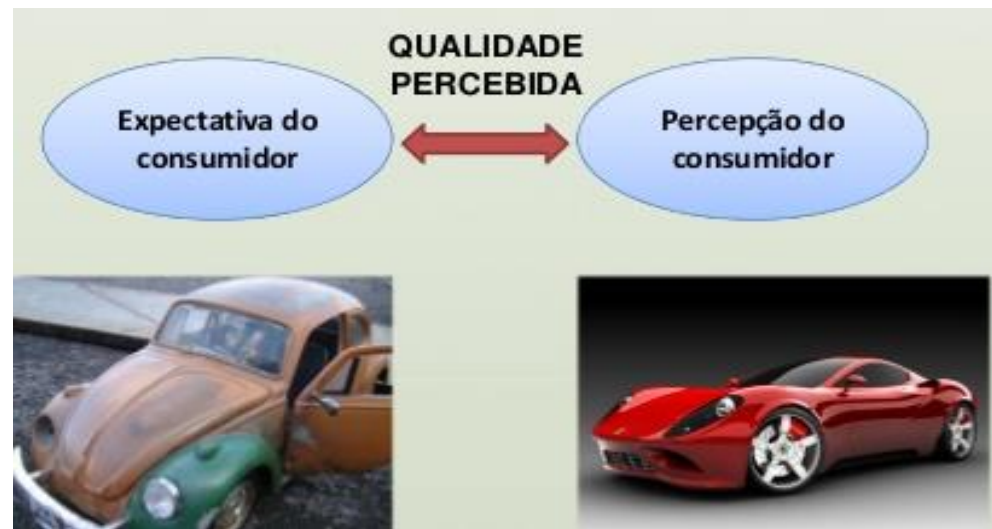 QUALIDADE
PERCEBIDA
Expectativa do
consumidor
Percepção do
consumidor